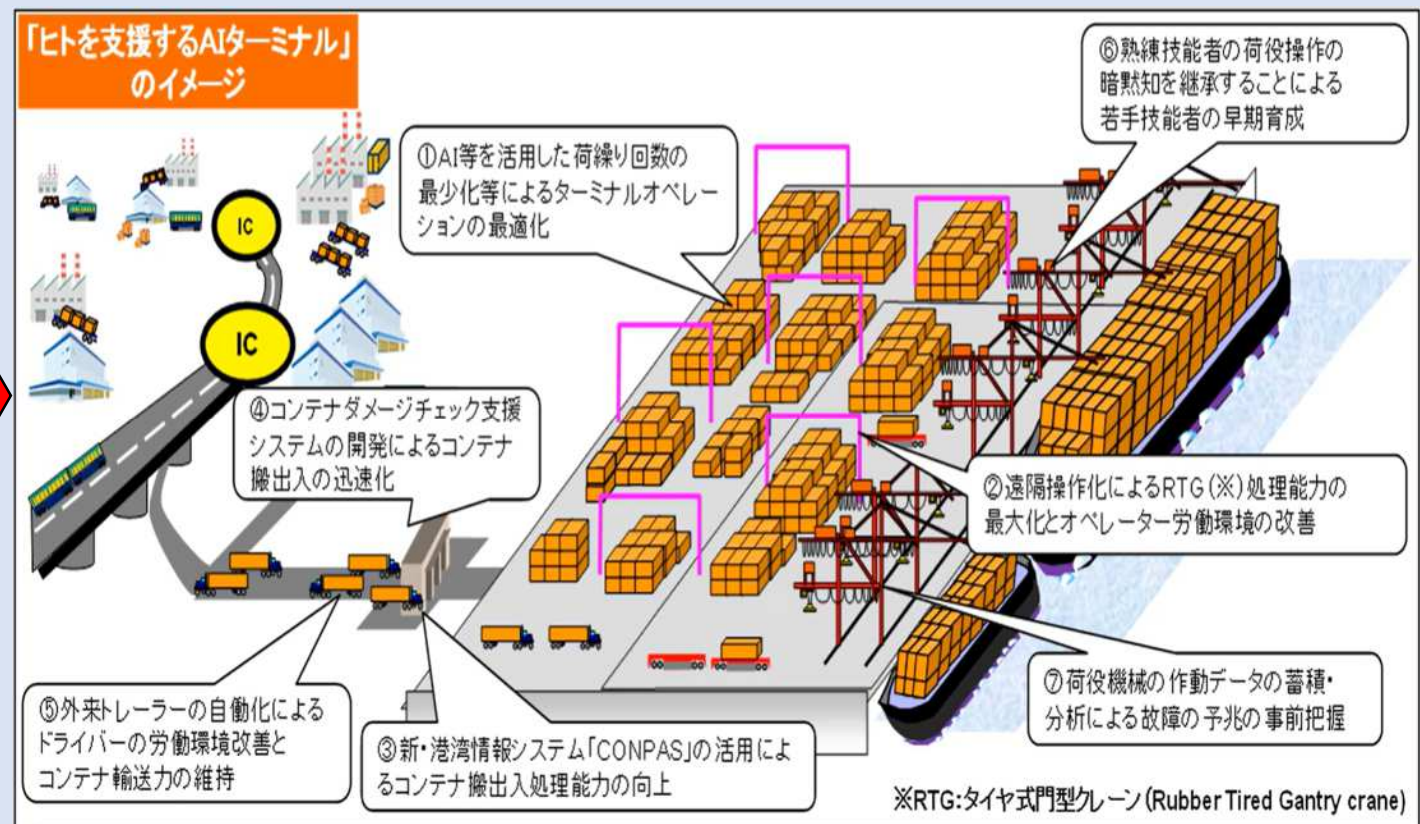 「ヒトを支援するAIターミナル」
のイメージ
⑥熟練技能者の荷役操作の
暗黙知を継承することによる
若手技能者の早期育成
①AI等を活用した荷繰り回数の
最少化等によるターミナルオペレー
ションの最適化
IC
IC
④コンテナダメージチェック支援
システムの開発によるコンテナ
搬出入の迅速化
②遠隔操作化によるRTG(※)処理能力の
最大化とオペレーター労働環境の改善
⑤外来トレーラーの自働化による
ドライバーの労働環境改善と
コンテナ輸送力の維持
③新・港湾情報システム「CONPAS」の活用によ
るコンテナ搬出入処理能力の向上
⑦荷役機械の作動データの蓄積・
分析による故障の予兆の事前把握
※RTG:タイヤ式門型クレーン(Rubber Tired Gantry crane)